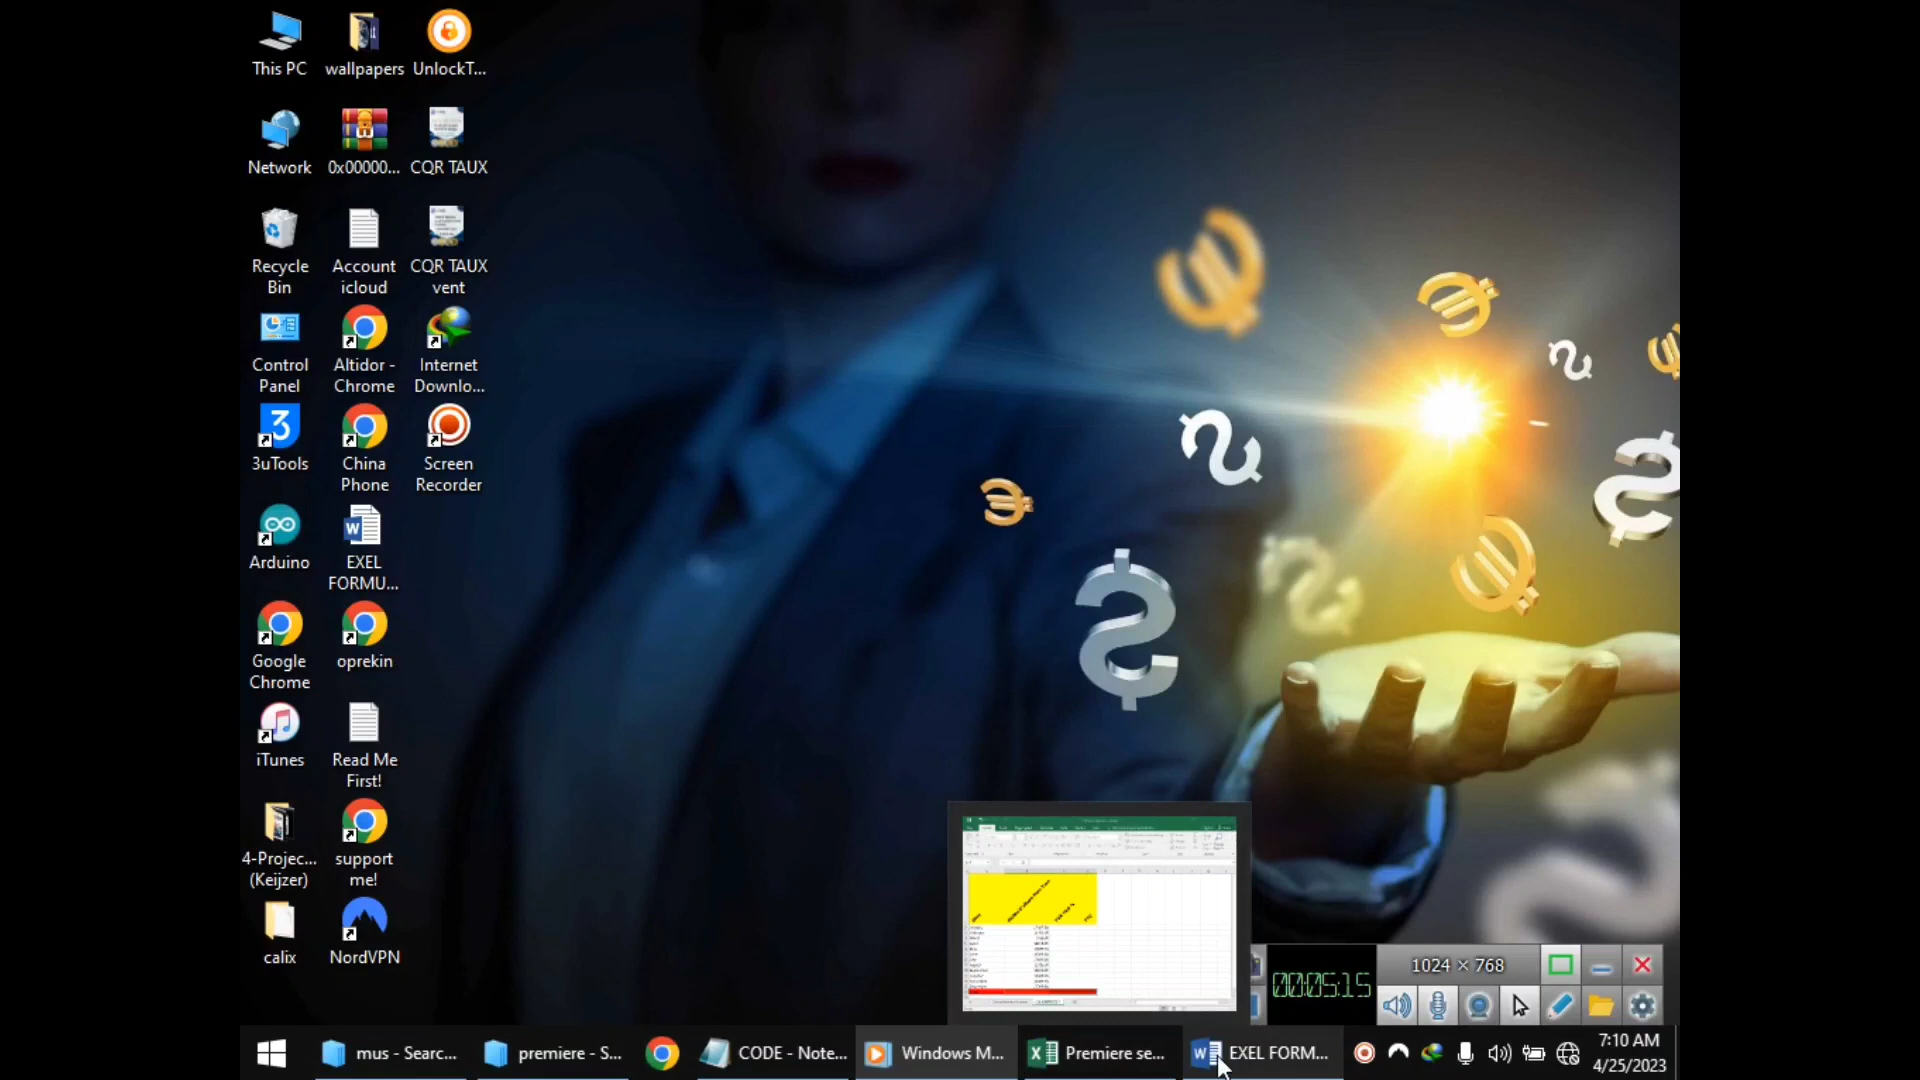 This PC
wallpapers
UnlockT...
Network
0x00000...
CQR TAUX
Recycle
Bin
Account
icloud
CQR TAUX
vent
Control
Panel
Altidor -
Chrome
Internet
Downlo...
3uTools
China
Phone
Screen
Recorder
Arduino
EXEL
FORMU...
Google
Chrome
oprekin
iTunes
Read Me
First!
4-Projec...
(Keijzer)
support
me!
calix
NordVPN
00:05:15
1024 × 768
mus - Searc...
premiere - S...
CODE - Note...
Windows M...
Premiere se...
EXEL FORM...
7:10 AM
4/25/2023